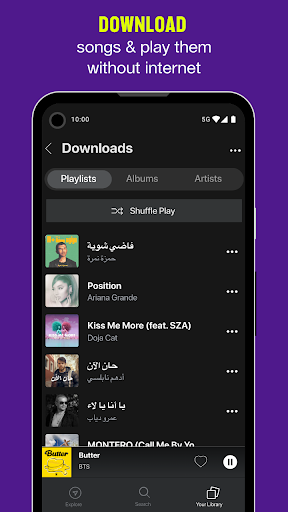 DOWNLOAD
songs & play them
without internet
10:00
5G
Downloads
Playlists
Albums
Artists
Shuffle Play
فاضي شوية
حمزة نمرة
Position
Ariana Grande
Kiss Me More (feat. SZA)
Doja Cat
حان الآن
أدهم نابلسي
يا أنا يا لاء
عمرو دياب
MONTERO (Call Me By Yo
Butter
Butter
BTS
Explore
Search
Your Library